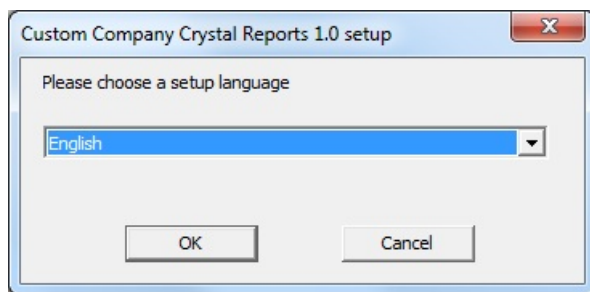 Custom Company Crystal Reports 1.0 setup
Please choose a setup language
English
OK
Cancel